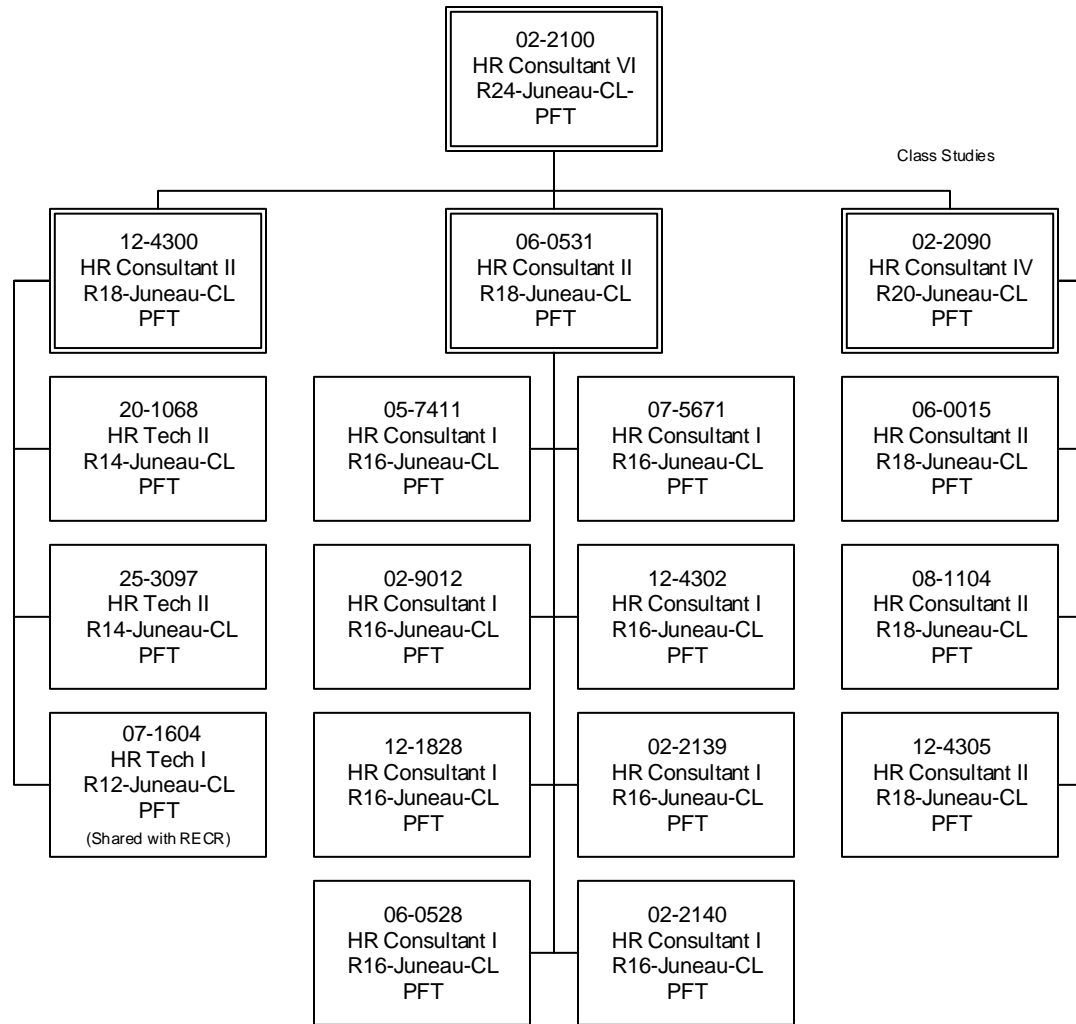 02-2100
HR Consultant VI
R24-Juneau-CL-
PFT
Class Studies
12-4300
HR Consultant II
R18-Juneau-CL
PFT
06-0531
HR Consultant II
R18-Juneau-CL
PFT
02-2090
HR Consultant IV
R20-Juneau-CL
PFT
20-1068
HR Tech II
R14-Juneau-CL
PFT
05-7411
HR Consultant I
R16-Juneau-CL
PFT
07-5671
HR Consultant I
R16-Juneau-CL
PFT
06-0015
HR Consultant II
R18-Juneau-CL
PFT
25-3097
HR Tech II
R14-Juneau-CL
PFT
02-9012
HR Consultant I
R16-Juneau-CL
PFT
12-4302
HR Consultant I
R16-Juneau-CL
PFT
08-1104
HR Consultant II
R18-Juneau-CL
PFT
07-1604
HR Tech I
R12-Juneau-CL
PFT
(Shared with RECR)
12-1828
HR Consultant I
R16-Juneau-CL
PFT
02-2139
HR Consultant I
R16-Juneau-CL
PFT
12-4305
HR Consultant II
R18-Juneau-CL
PFT
06-0528
HR Consultant I
R16-Juneau-CL
PFT
02-2140
HR Consultant I
R16-Juneau-CL
PFT